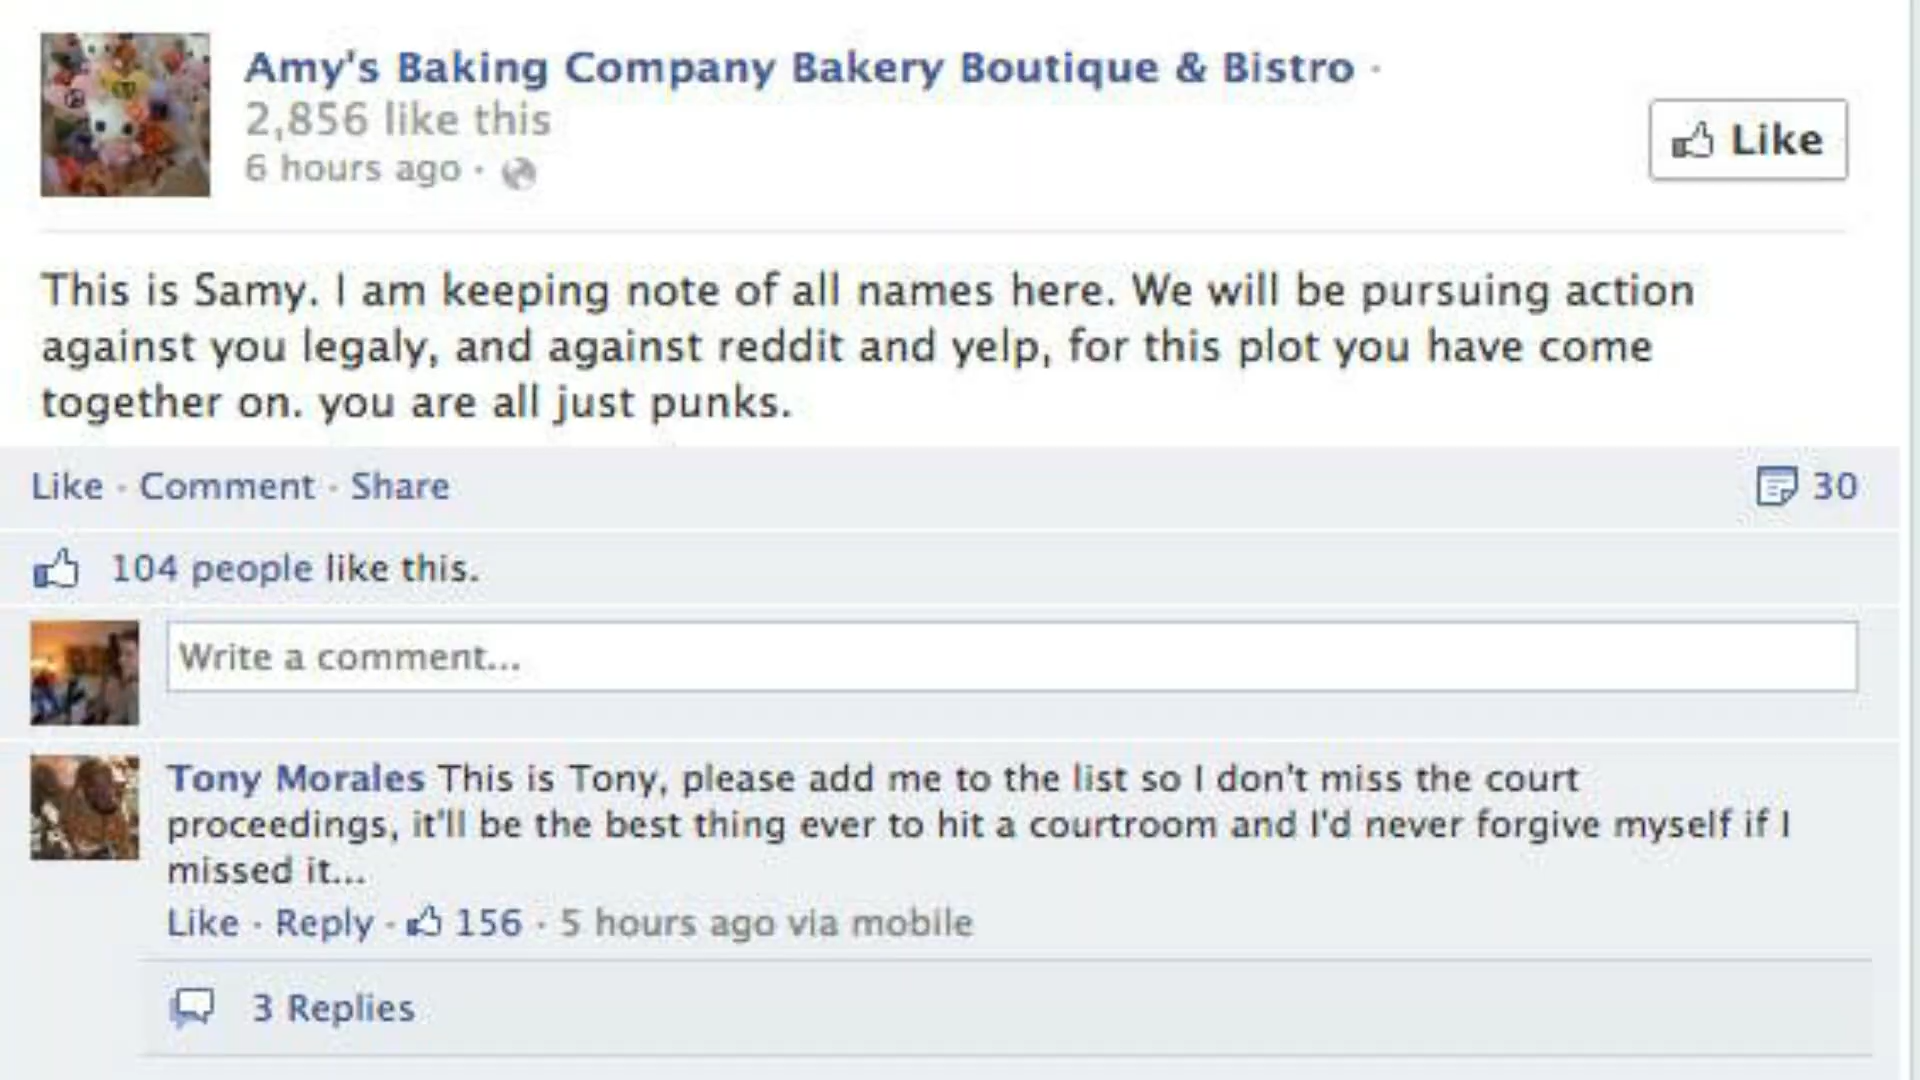 Amy's Baking Company Bakery Boutique & Bistro ·
2,856 like this
6 hours ago ·
Like
This is Samy. I am keeping note of all names here. We will be pursuing action
against you legaly, and against reddit and yelp, for this plot you have come
together on. you are all just punks.
Like · Comment · Share
30
104 people like this.
Write a comment...
Tony Morales This is Tony, please add me to the list so I don't miss the court
proceedings, it'll be the best thing ever to hit a courtroom and I'd never forgive myself if I
missed it...
Like · Reply · 156 · 5 hours ago via mobile
3 Replies